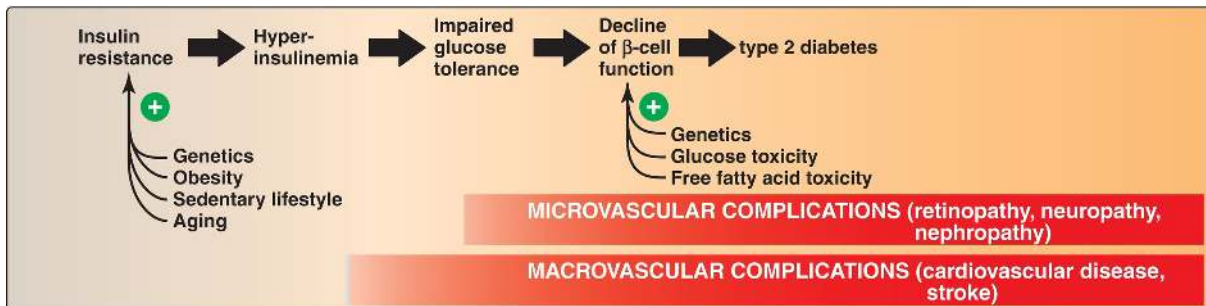 Insulin
resistance
Hyper-
insulinemia
Impaired
glucose
tolerance
Decline
of β-cell
function
type 2 diabetes
+
Genetics
Obesity
Sedentary lifestyle
Aging
+
Genetics
Glucose toxicity
Free fatty acid toxicity
MICROVASCULAR COMPLICATIONS (retinopathy, neuropathy,
nephropathy)
MACROVASCULAR COMPLICATIONS (cardiovascular disease,
stroke)